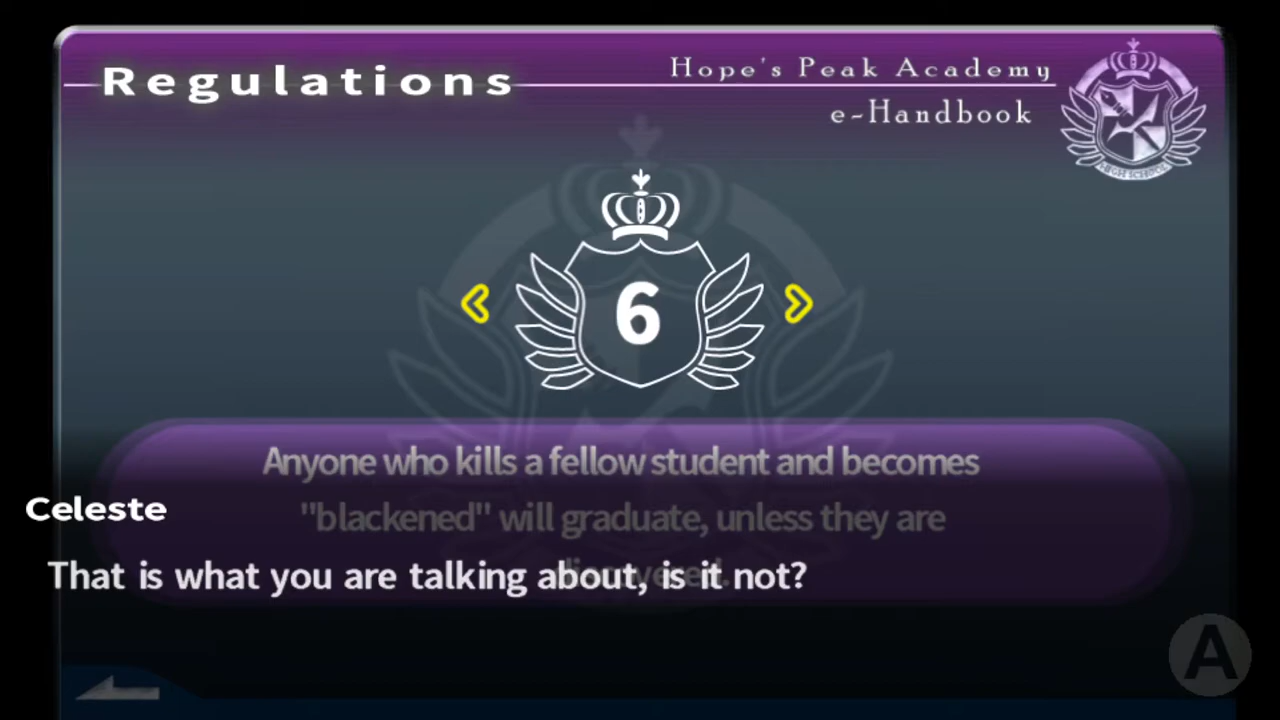 Regulations
Hope's Peak Academy
e-Handbook
6
Anyone who kills a fellow student and becomes
"blackened" will graduate, unless they are
discovered.
Celeste
That is what you are talking about, is it not?
A